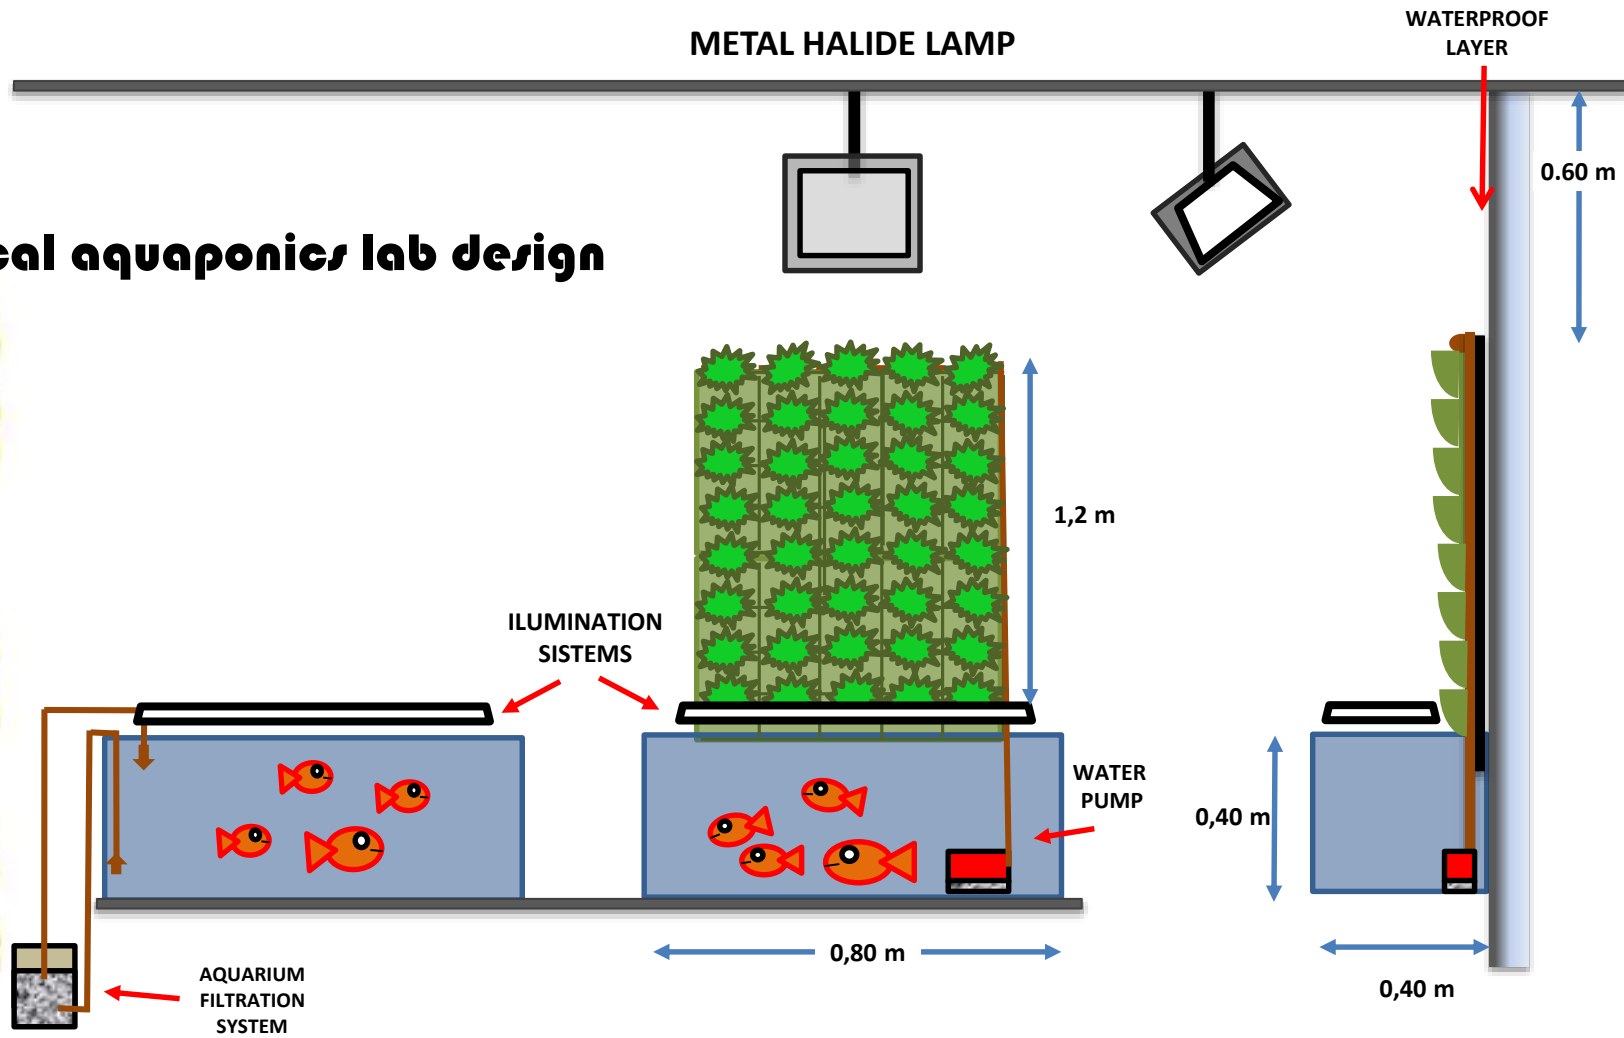 METAL HALIDE LAMP
WATERPROOF
LAYER
0.60 m
cal aquaponics lab design
1,2 m
ILUMINATION
SISTEMS
WATER
PUMP
0,40 m
0,80 m
0,40 m
AQUARIUM
FILTRATION
SYSTEM